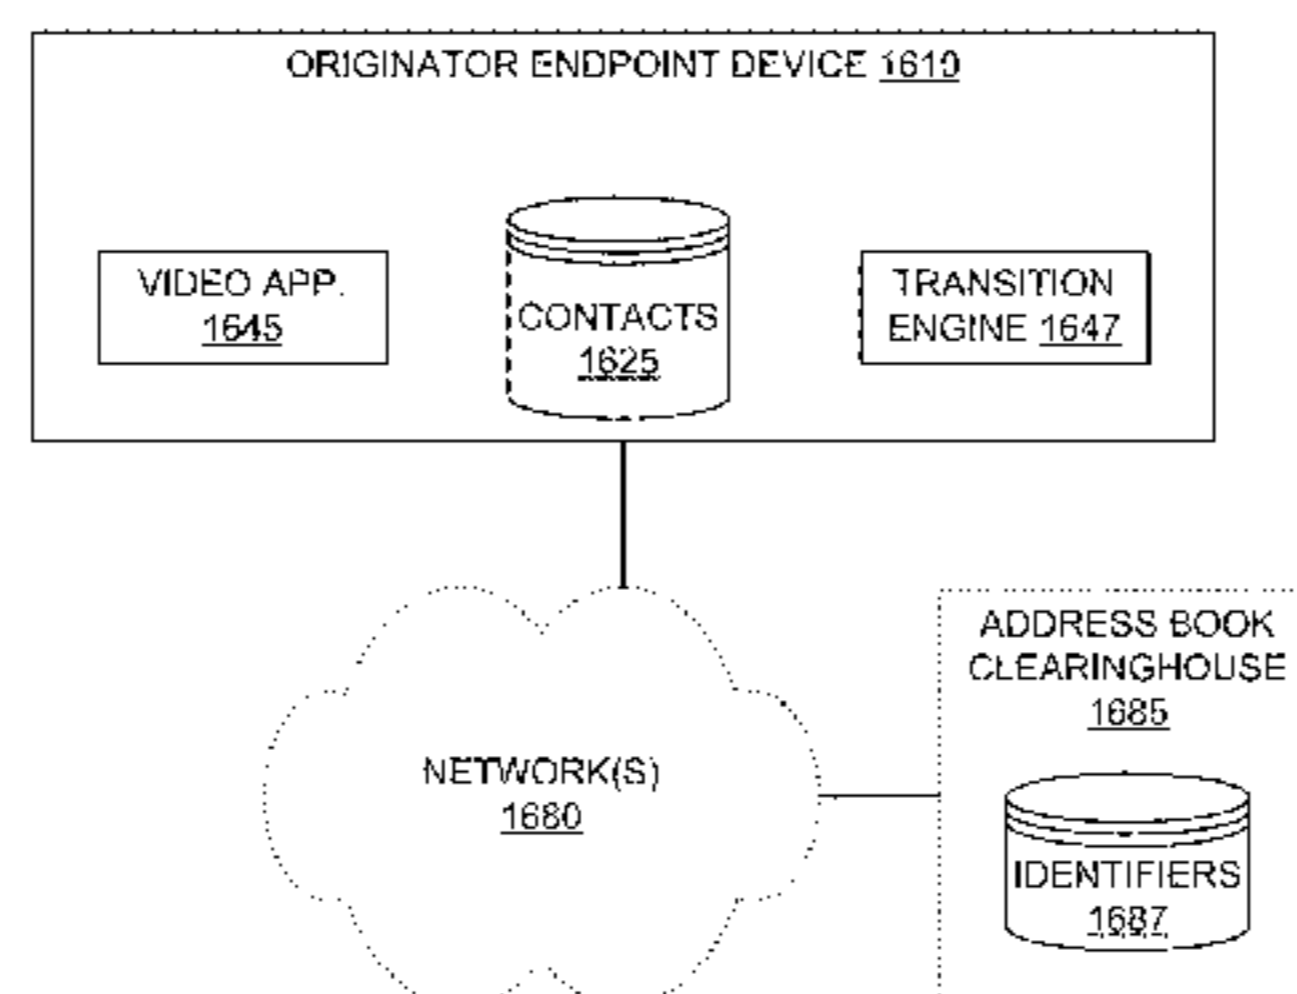 ORIGINATOR ENDPOINT DEVICE 1610
VIDEO APP.
1645
CONTACTS
1625
TRANSITION
ENGINE 1647
NETWORK(S)
1680
ADDRESS BOOK
CLEARINGHOUSE
1685
IDENTIFIERS
1687